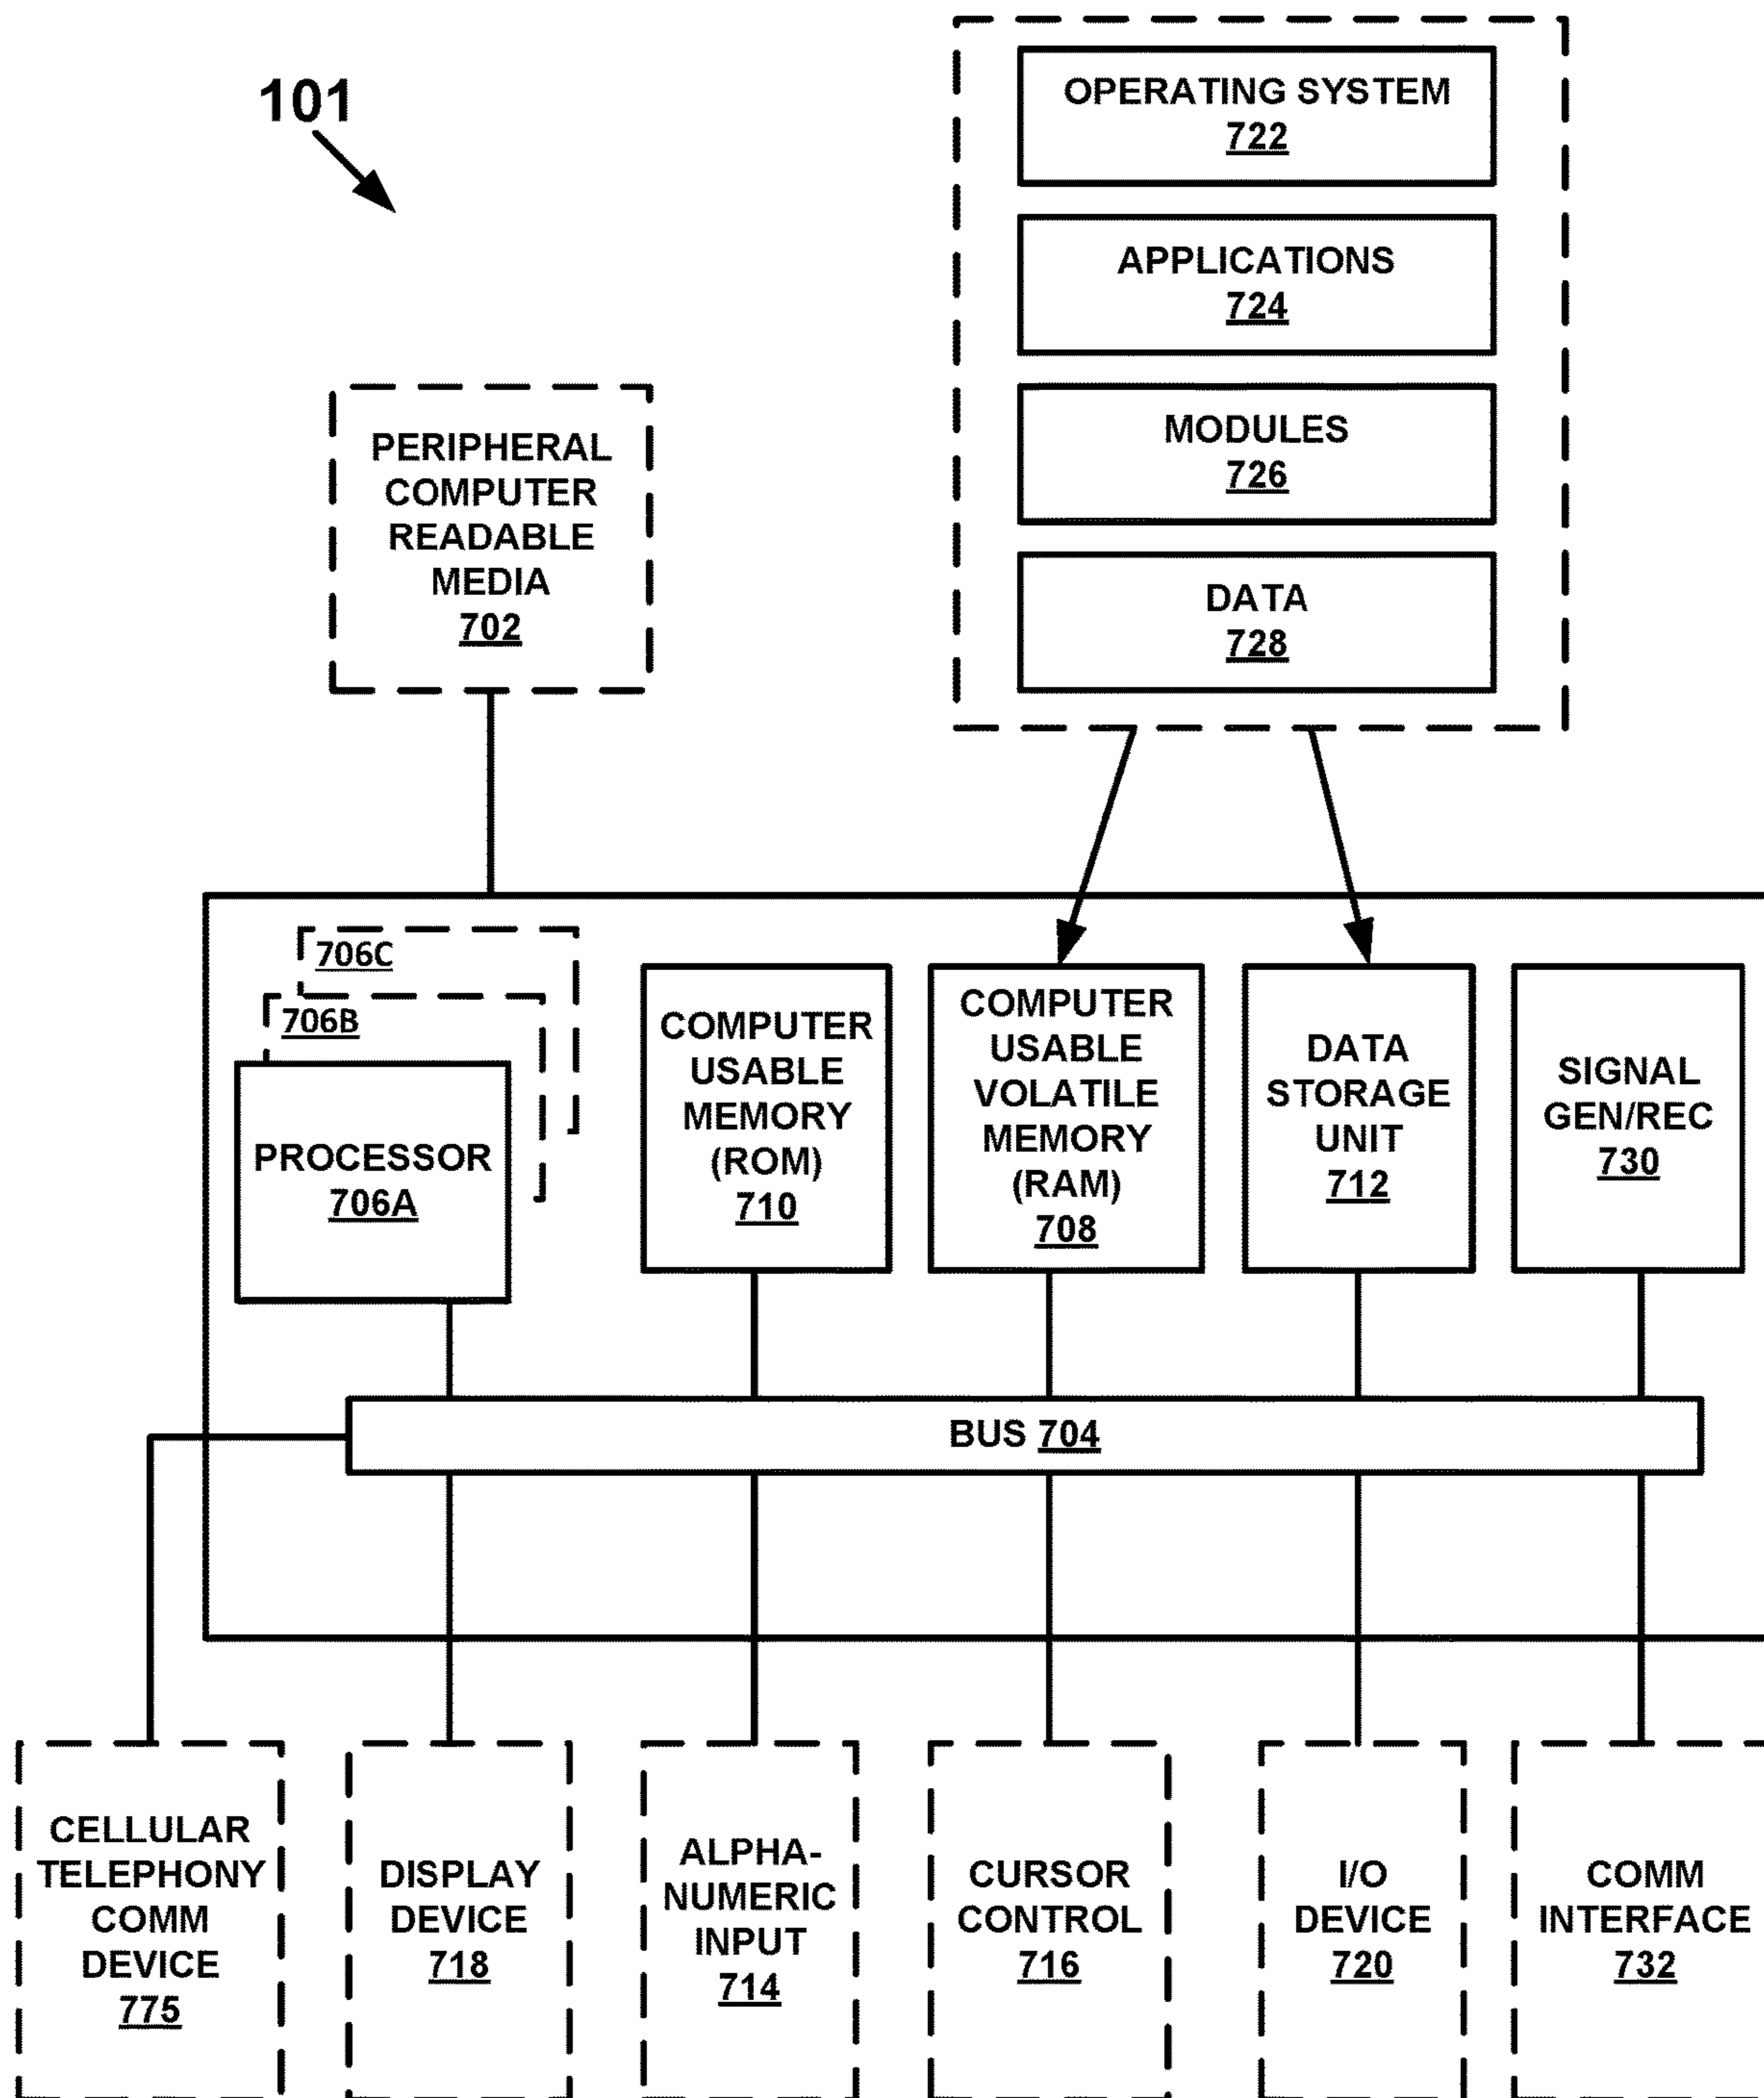 101
OPERATING SYSTEM
722
APPLICATIONS
724
MODULES
726
DATA
728
PERIPHERAL
COMPUTER
READABLE
MEDIA
702
706C
706B
PROCESSOR
706A
COMPUTER
USABLE
MEMORY
(ROM)
710
COMPUTER
USABLE
VOLATILE
MEMORY
(RAM)
708
DATA
STORAGE
UNIT
712
SIGNAL
GEN/REC
730
BUS 704
CELLULAR
TELEPHONY
COMM
DEVICE
775
DISPLAY
DEVICE
718
ALPHA-
NUMERIC
INPUT
714
CURSOR
CONTROL
716
I/O
DEVICE
720
COMM
INTERFACE
732